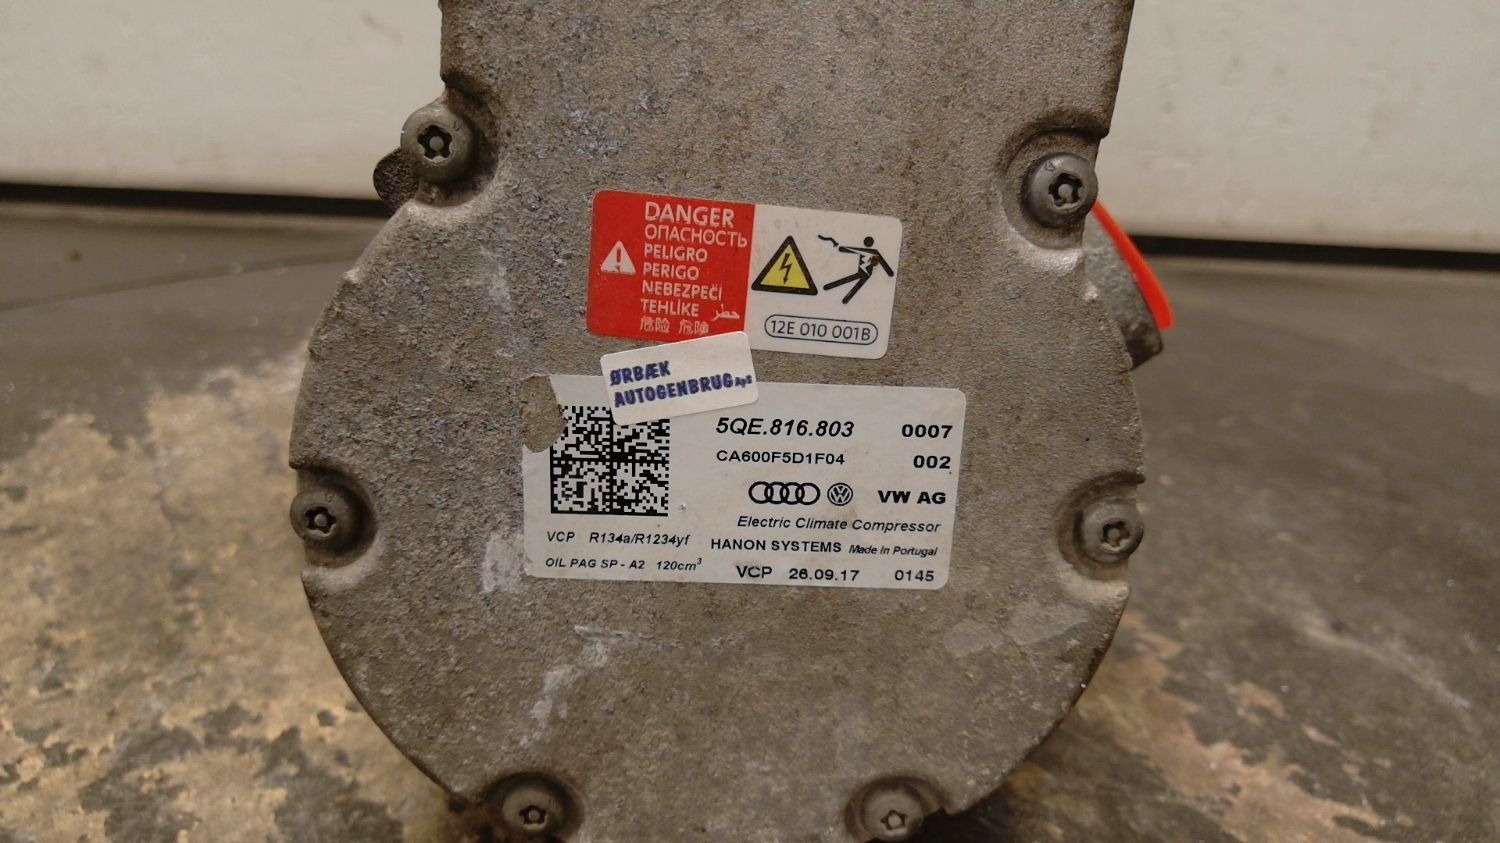 DANGER
ОПАСНОСТЬ
PELIGRO
PERIGO
NEBEZPEČÍ
TEHLİKE خطر
危险 危険
12E 010 001B
ØRBÆK
AUTOGENBRUG ApS
5QE.816.803 0007
CA600F5D1F04 002
VW AG
Electric Climate Compressor
VCP R134a/R1234yf
HANON SYSTEMS Made in Portugal
OIL PAG SP - A2 120cm³
VCP 26.09.17 0145